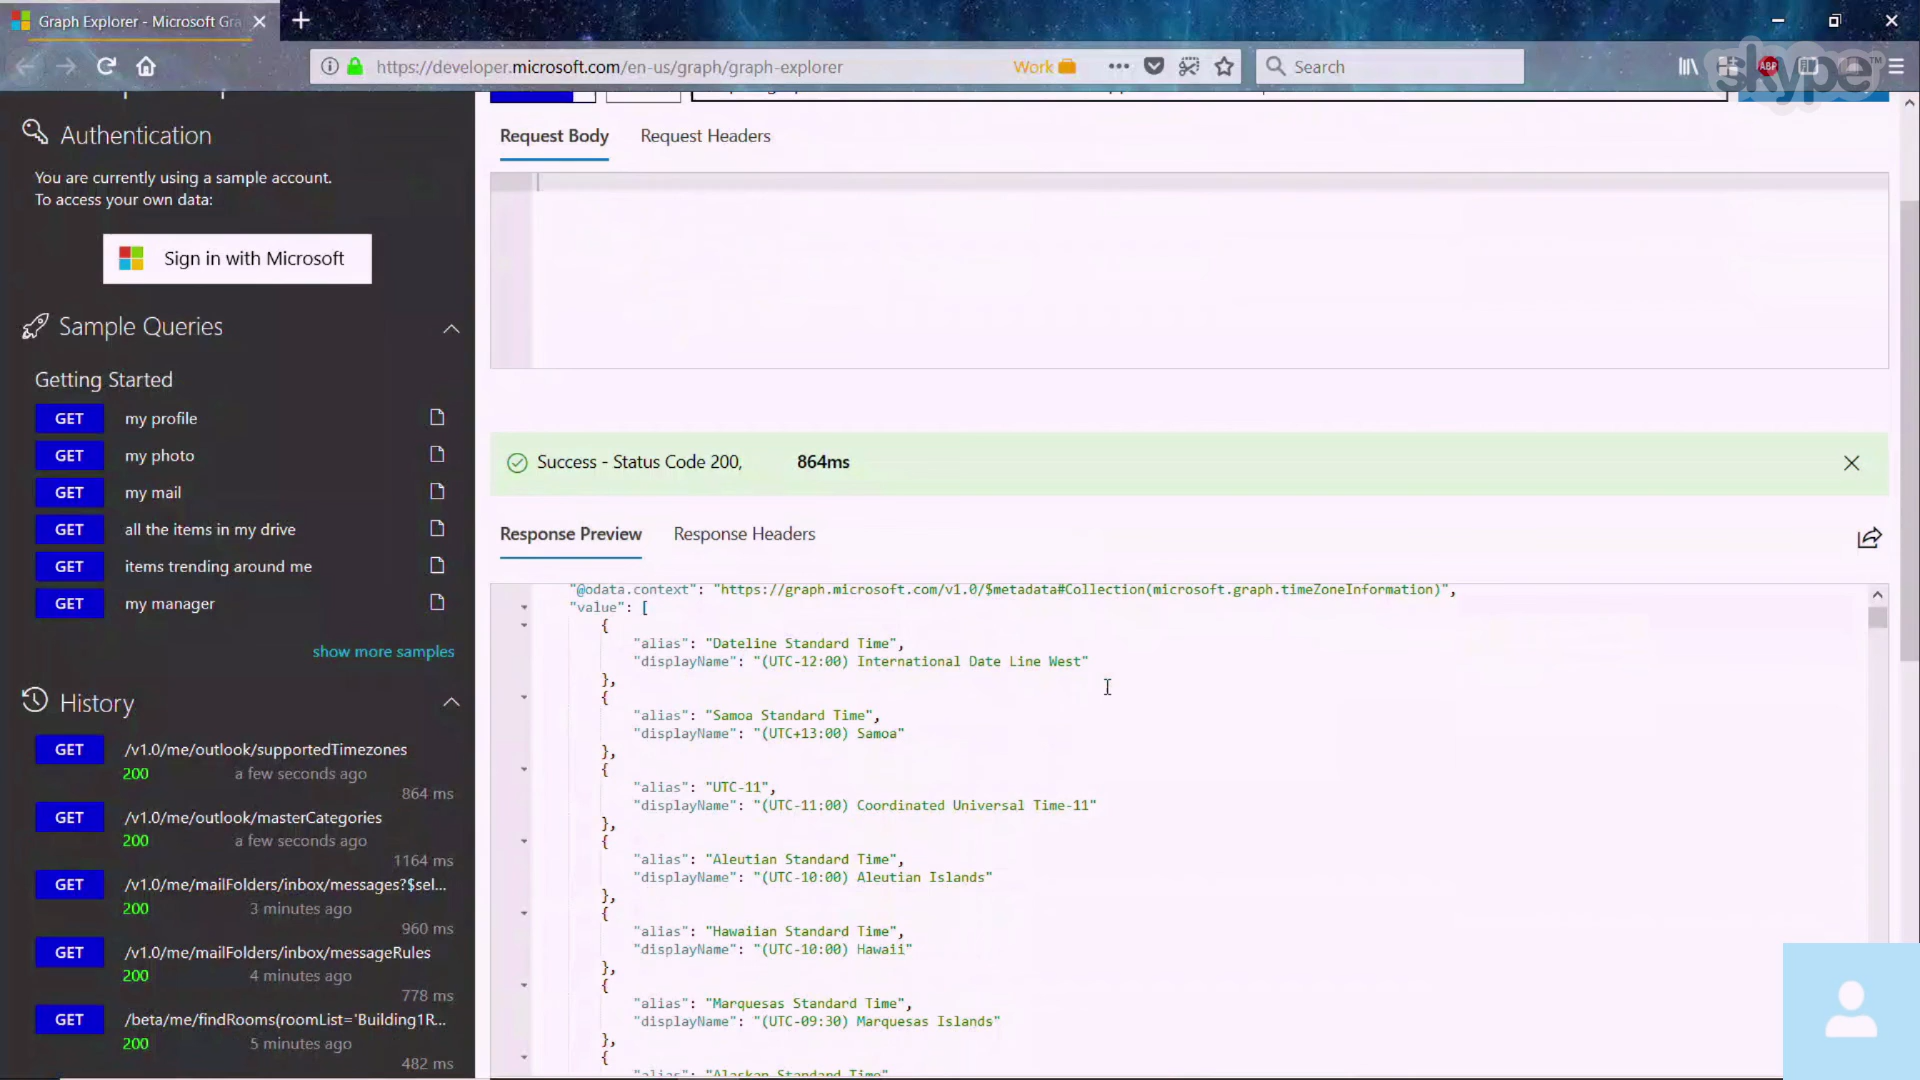 Graph Explorer - Microsoft Gra
https://developer.microsoft.com/en-us/graph/graph-explorer
Work
Search
ABP
skype™
Authentication
You are currently using a sample account.
To access your own data:
Sign in with Microsoft
Sample Queries
Getting Started
GET my profile
GET my photo
GET my mail
GET all the items in my drive
GET items trending around me
GET my manager
show more samples
History
GET /v1.0/me/outlook/supportedTimezones
200 a few seconds ago
864 ms
GET /v1.0/me/outlook/masterCategories
200 a few seconds ago
1164 ms
GET /v1.0/me/mailFolders/inbox/messages?$sel...
200 3 minutes ago
960 ms
GET /v1.0/me/mailFolders/inbox/messageRules
200 4 minutes ago
778 ms
GET /beta/me/findRooms(roomList='Building1R...
200 5 minutes ago
482 ms
Request Body Request Headers
Success - Status Code 200, 864ms
Response Preview Response Headers
"@odata.context": "https://graph.microsoft.com/v1.0/$metadata#Collection(microsoft.graph.timeZoneInformation)",
"value": [
{
"alias": "Dateline Standard Time",
"displayName": "(UTC-12:00) International Date Line West"
},
{
"alias": "Samoa Standard Time",
"displayName": "(UTC+13:00) Samoa"
},
{
"alias": "UTC-11",
"displayName": "(UTC-11:00) Coordinated Universal Time-11"
},
{
"alias": "Aleutian Standard Time",
"displayName": "(UTC-10:00) Aleutian Islands"
},
{
"alias": "Hawaiian Standard Time",
"displayName": "(UTC-10:00) Hawaii"
},
{
"alias": "Marquesas Standard Time",
"displayName": "(UTC-09:30) Marquesas Islands"
},
{
"alias": "Alaskan Standard Time"